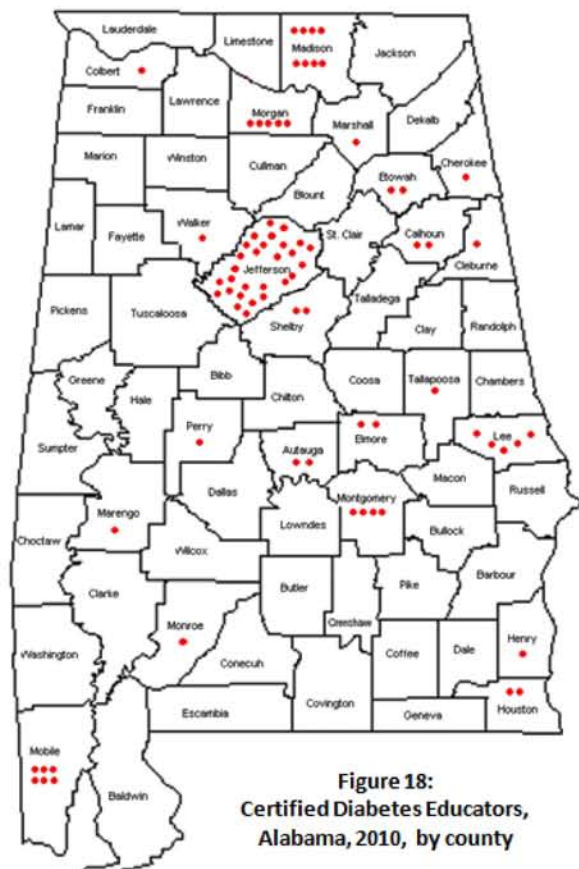 Lauderdale
Limestone
Madison
Jackson
Colbert
Franklin
Lawrence
Morgan
Marshall
Dekalb
Marion
Winston
Cullman
Blount
Etowah
Cherokee
Lamar
Fayette
Walker
Jefferson
St. Clair
Calhoun
Cleburne
Pickens
Tuscaloosa
Shelby
Talladega
Clay
Randolph
Greene
Hale
Bibb
Chilton
Coosa
Tallapoosa
Chambers
Sumpter
Perry
Autauga
Elmore
Lee
Macon
Russell
Marengo
Dallas
Lowndes
Montgomery
Bullock
Choctaw
Wilcox
Clarke
Butler
Crenshaw
Pike
Barbour
Washington
Monroe
Conecuh
Coffee
Dale
Henry
Escambia
Covington
Geneva
Houston
Mobile
Baldwin
Figure 18:
Certified Diabetes Educators,
Alabama, 2010, by county